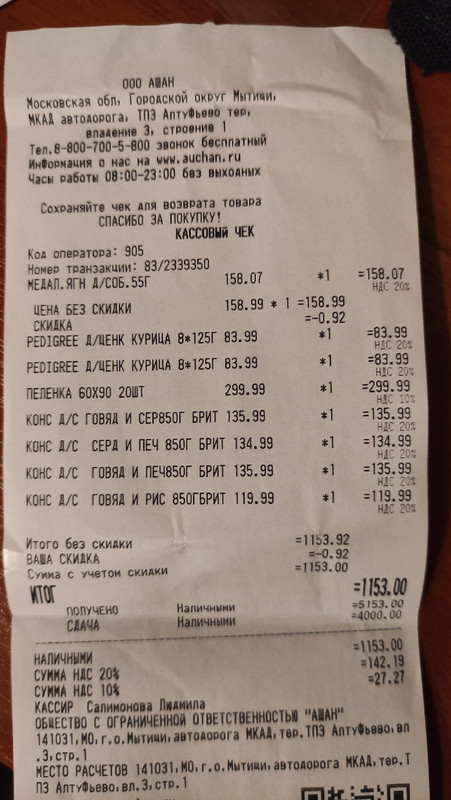 ООО АШАН
Московская обл, Городской округ Мытищи,
МКАД автодорога, ТПЗ Алтуфьево тер,
владение 3, строение 1
Тел.8-800-700-5-800 звонок бесплатный
Информация о нас на www.auchan.ru
Часы работы 08:00-23:00 без выходных
Сохраняйте чек для возврата товара
СПАСИБО ЗА ПОКУПКУ!
КАССОВЫЙ ЧЕК
Код оператора: 905
Номер транзакции: 83/2339350
МЕДАЛ.ЯГН Д/СОБ.55Г 158.07 *1 =158.07
НДС 20%
ЦЕНА БЕЗ СКИДКИ 158.99 * 1 =158.99
СКИДКА =-0.92
PEDIGREE Д/ЩЕНК КУРИЦА 8*125Г 83.99 *1 =83.99
НДС 20%
PEDIGREE Д/ЩЕНК КУРИЦА 8*125Г 83.99 *1 =83.99
НДС 20%
ПЕЛЕНКА 60X90 20ШТ 299.99 *1 =299.99
НДС 10%
КОНС Д/С ГОВЯД И СЕР850Г БРИТ 135.99 *1 =135.99
НДС 20%
КОНС Д/С СЕРД И ПЕЧ 850Г БРИТ 134.99 *1 =134.99
НДС 20%
КОНС Д/С ГОВЯД И ПЕЧ850Г БРИТ 135.99 *1 =135.99
НДС 20%
КОНС Д/С ГОВЯД И РИС 850ГБРИТ 119.99 *1 =119.99
НДС 20%
Итого без скидки =1153.92
ВАША СКИДКА =-0.92
Сумма с учетом скидки =1153.00
ИТОГ =1153.00
ПОЛУЧЕНО Наличными =5153.00
СДАЧА Наличными =4000.00
НАЛИЧНЫМИ =1153.00
СУММА НДС 20% =142.19
СУММА НДС 10% =27.27
КАССИР Салимонова Людмила
ОБЩЕСТВО С ОГРАНИЧЕННОЙ ОТВЕТСТВЕННОСТЬЮ "АШАН"
141031,МО,г.о.Мытищи,автодорога МКАД,тер.ТПЗ Алтуфьево,вл
.3,стр.1
МЕСТО РАСЧЕТОВ 141031,МО,г.о.Мытищи,автодорога МКАД,тер.Т
ПЗ Алтуфьево,вл.3,стр.1